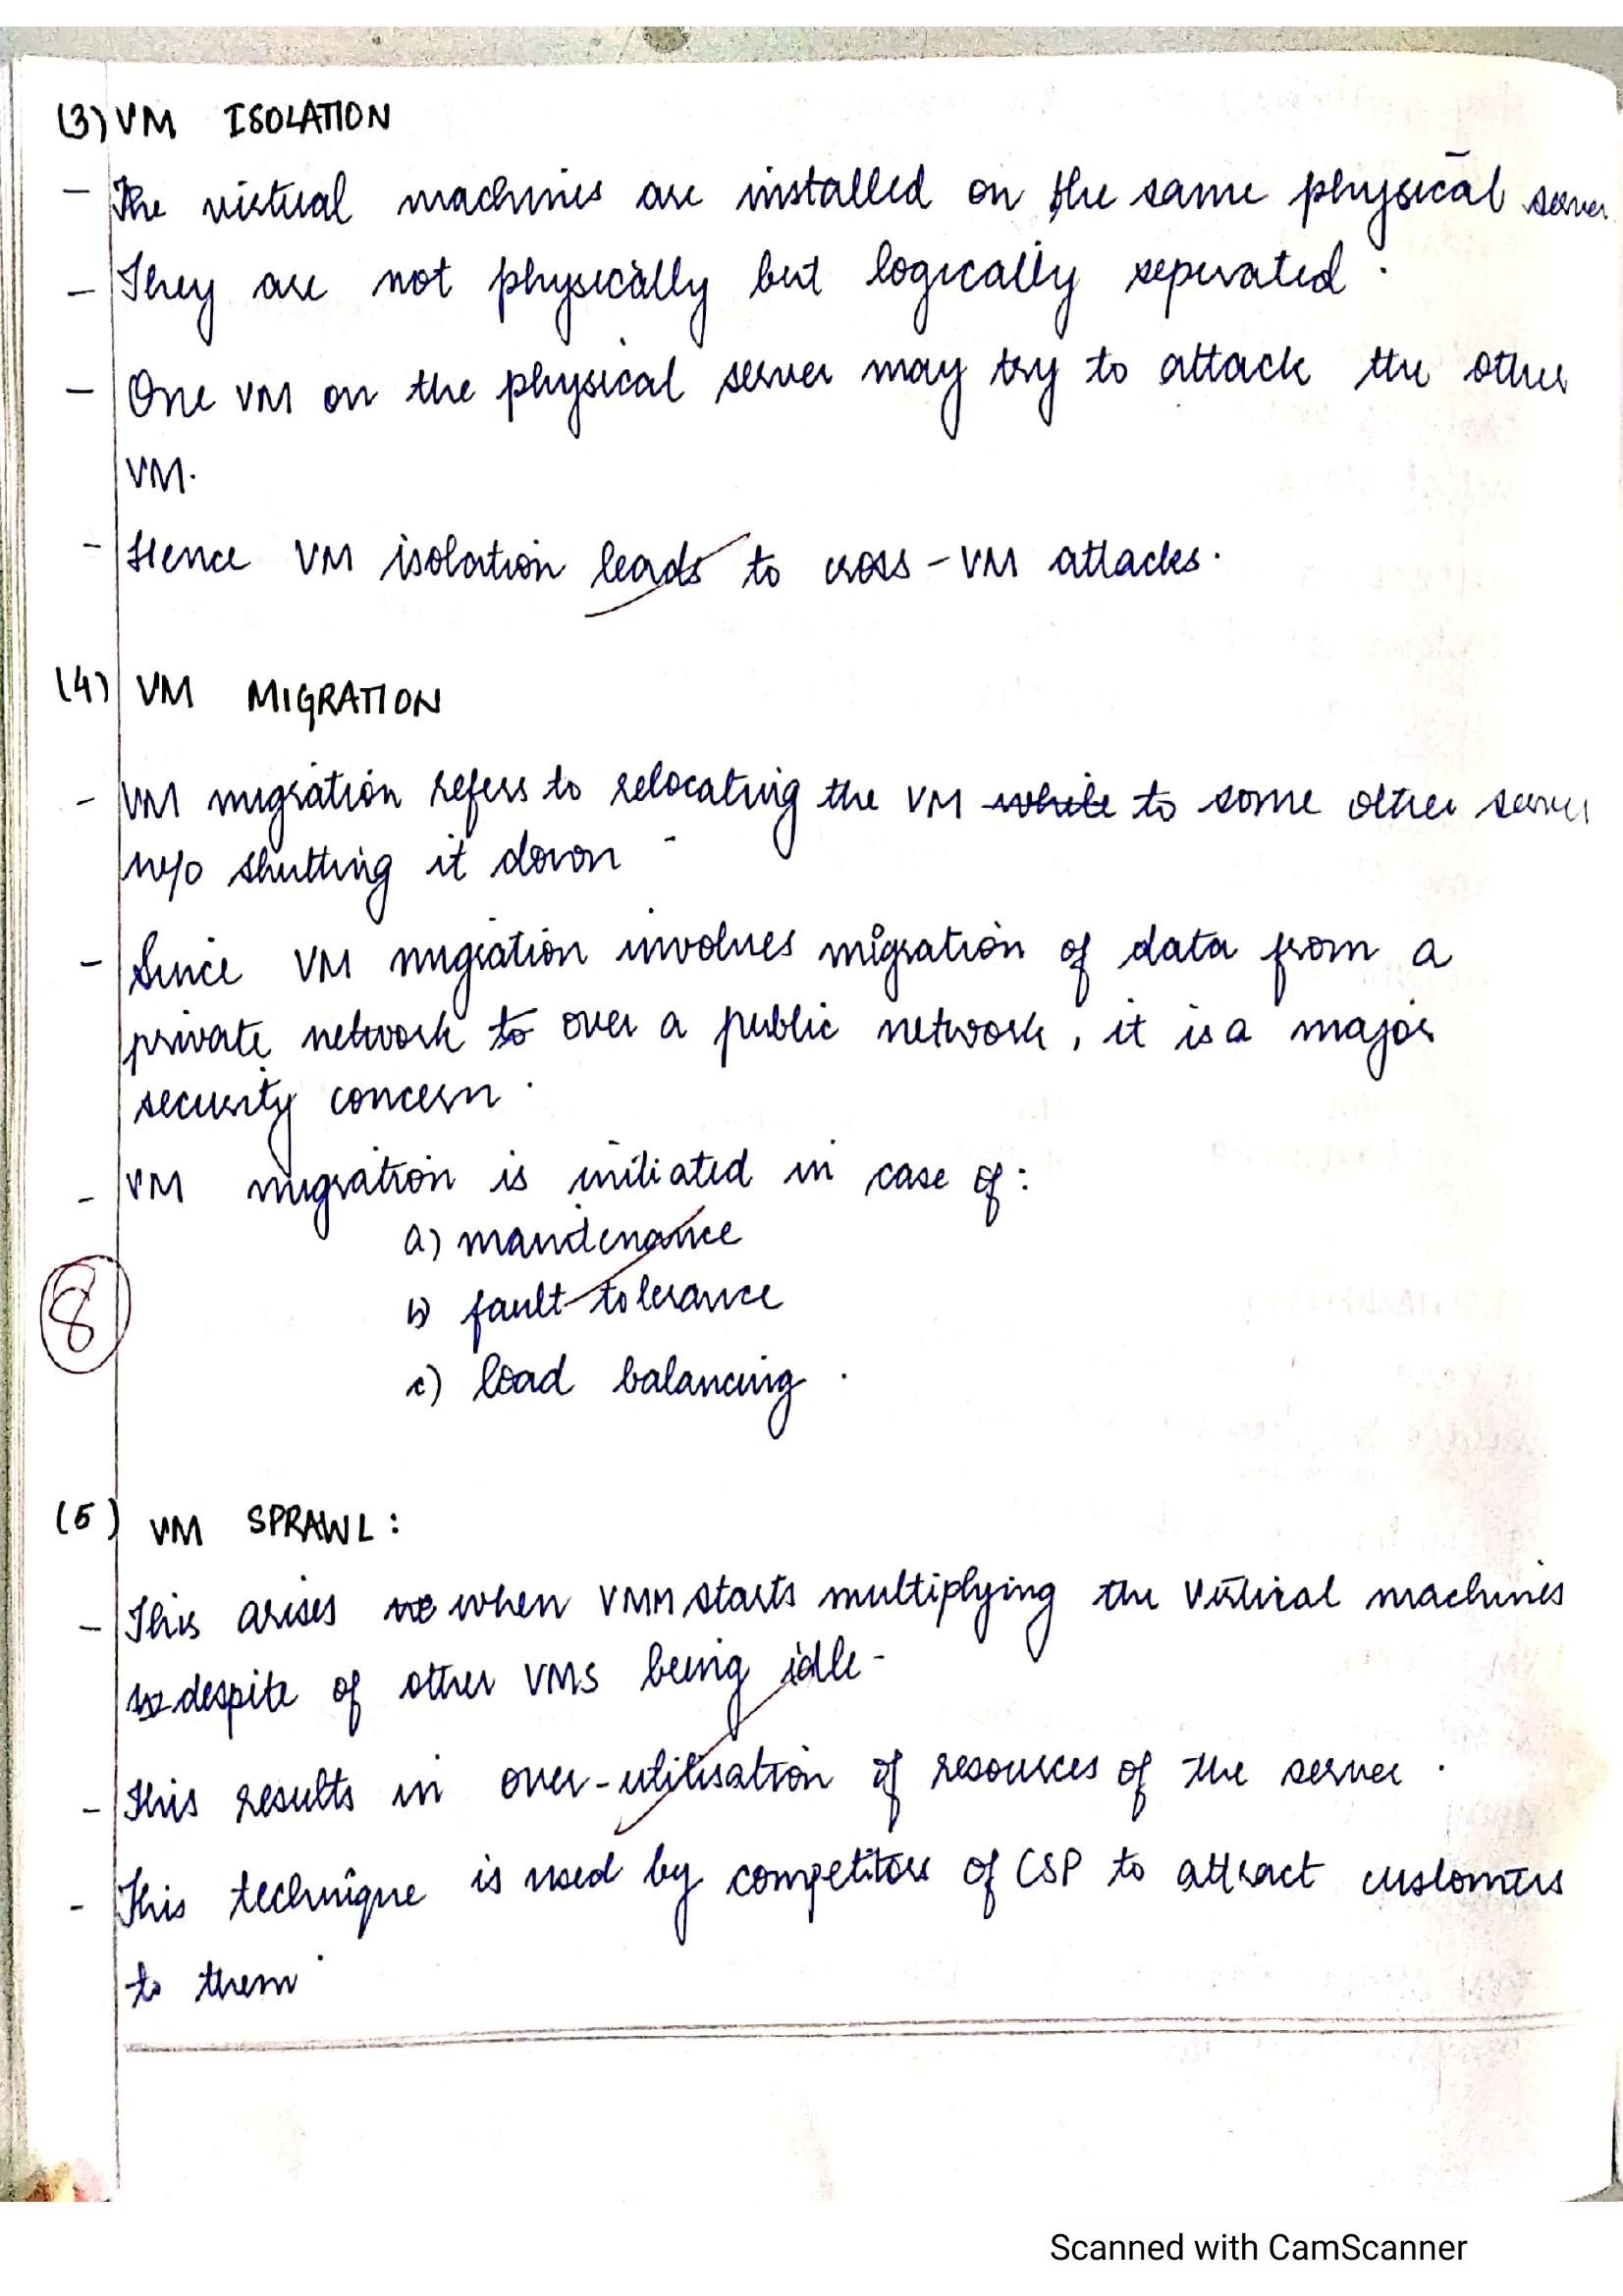 (3) VM ISOLATION
- The virtual machines are installed on the same physical server
- They are not physically but logically seperated.
- One VM on the physical server may try to attack the other
VM.
- Hence VM isolation leads to cross-VM attacks.
(4) VM MIGRATION
- VM migration refers to relocating the VM while to some other server
w/o shutting it down
- Since VM migration involves migration of data from a
private network to over a public network, it is a major
security concern.
- VM migration is initiated in case of:
a) maintenance
b) fault tolerance
8
c) load balancing.
(5) VM SPRAWL:
- This arises when VMM starts multiplying the virtual machines
despite of other VMS being idle.
- This results in over-utilisation of resources of the server.
- This technique is used by competitors of CSP to attract customers
to them.
Scanned with CamScanner